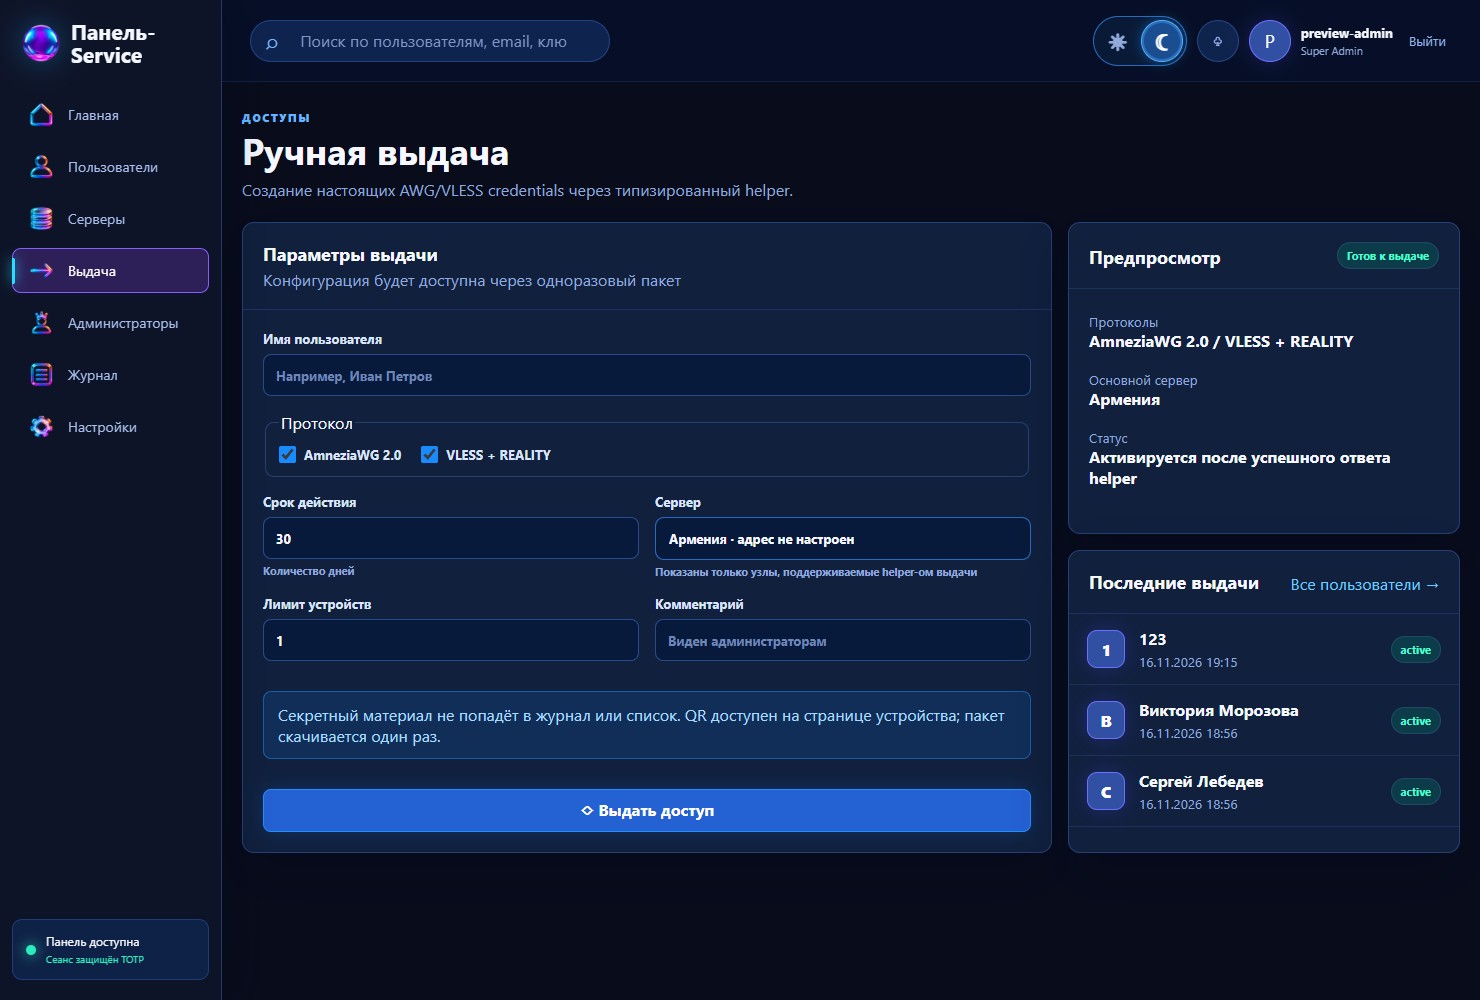 Панель-
Service
Главная
Пользователи
Серверы
Выдача
Администраторы
Журнал
Настройки
Панель доступна
Сеанс защищён TOTP
Поиск по пользователям, email, клю
P
preview-admin
Super Admin
Выйти
ДОСТУПЫ
Ручная выдача
Создание настоящих AWG/VLESS credentials через типизированный helper.
Параметры выдачи
Конфигурация будет доступна через одноразовый пакет
Имя пользователя
Например, Иван Петров
Протокол
AmneziaWG 2.0
VLESS + REALITY
Срок действия
30
Количество дней
Сервер
Армения · адрес не настроен
Показаны только узлы, поддерживаемые helper-ом выдачи
Лимит устройств
1
Комментарий
Виден администраторам
Секретный материал не попадёт в журнал или список. QR доступен на странице устройства; пакет
скачивается один раз.
Выдать доступ
Предпросмотр
Готов к выдаче
Протоколы
AmneziaWG 2.0 / VLESS + REALITY
Основной сервер
Армения
Статус
Активируется после успешного ответа
helper
Последние выдачи
Все пользователи →
1
123
16.11.2026 19:15
active
В
Виктория Морозова
16.11.2026 18:56
active
С
Сергей Лебедев
16.11.2026 18:56
active